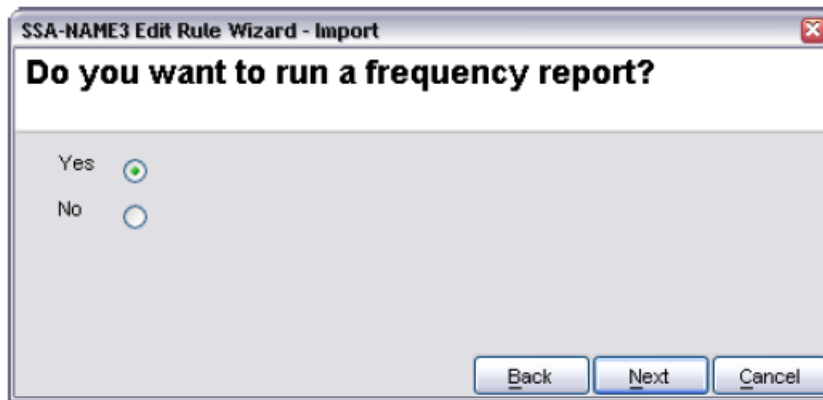 SSA-NAME3 Edit Rule Wizard - Import
Do you want to run a frequency report?
Yes
No
Back Next Cancel